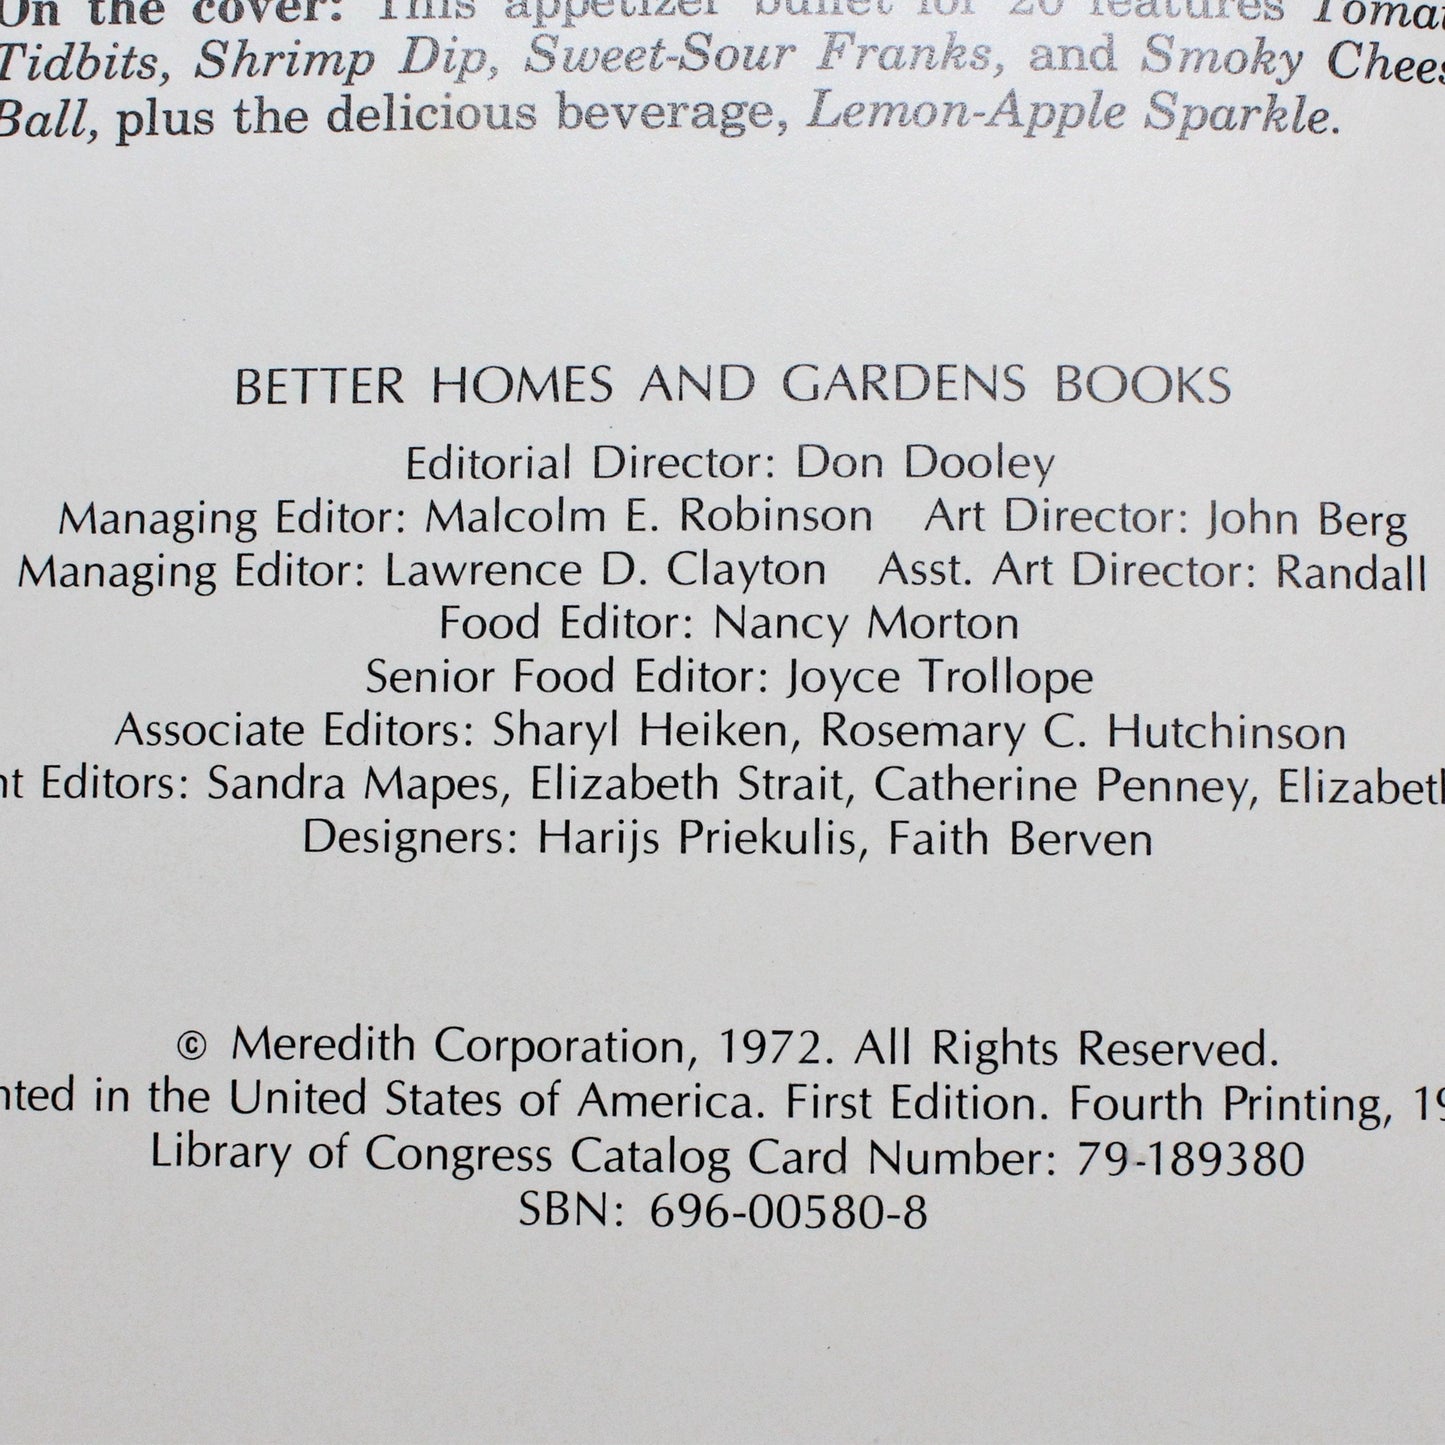 On the cover: This appetizer buffet for 20 features
Tidbits, Shrimp Dip, Sweet-Sour Franks, and Smoky
Ball, plus the delicious beverage, Lemon-Apple Sparkle.
BETTER HOMES AND GARDENS BOOKS
Editorial Director: Don Dooley
Managing Editor: Malcolm E. Robinson Art Director: John Berg
Managing Editor: Lawrence D. Clayton Asst. Art Director: Randall
Food Editor: Nancy Morton
Senior Food Editor: Joyce Trollope
Associate Editors: Sharyl Heiken, Rosemary C. Hutchinson
Editors: Sandra Mapes, Elizabeth Strait, Catherine Penney, Elizabeth
Designers: Harijs Priekulis, Faith Berven
© Meredith Corporation, 1972. All Rights Reserved.
in the United States of America. First Edition. Fourth Printing,
Library of Congress Catalog Card Number: 79-189380
SBN: 696-00580-8